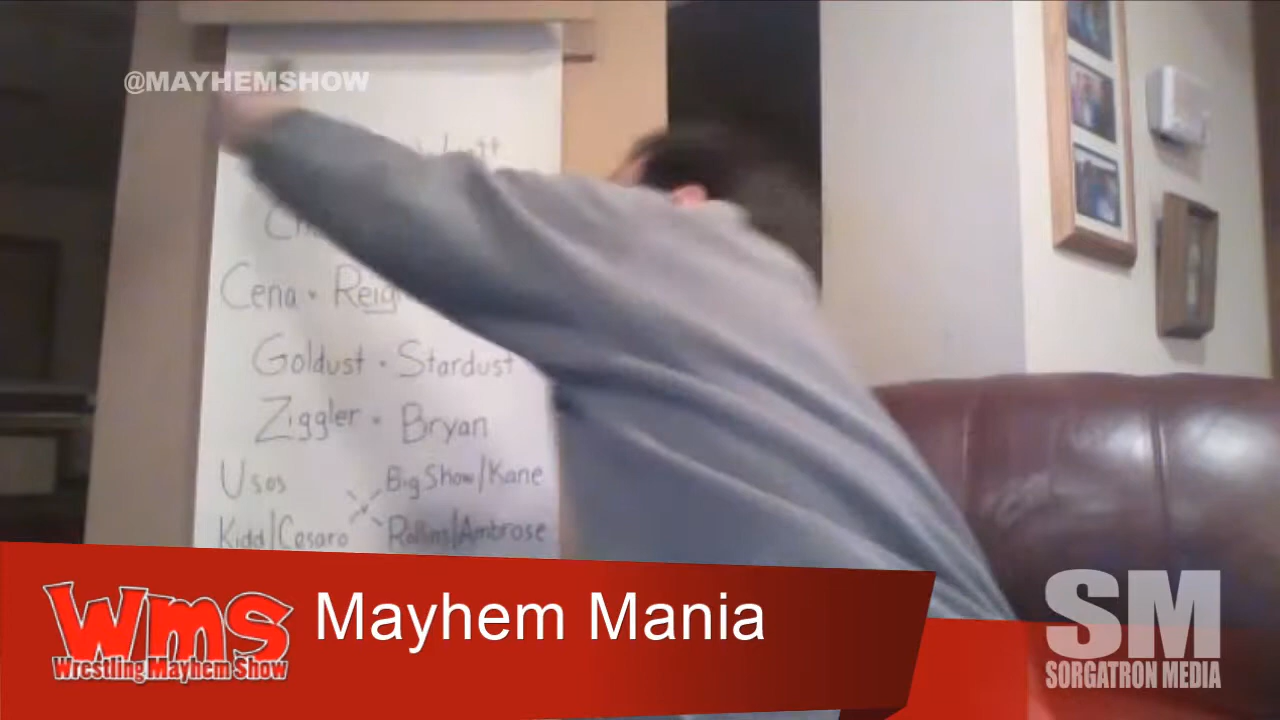 @MAYHEMSHOW
Cena - Reig
Goldust - Stardust
Ziggler - Bryan
Usos Big Show/Kane
Kidd/Cesaro Rollins/Ambrose
wms Mayhem Mania
Wrestling Mayhem Show
SM
SORGATRON MEDIA